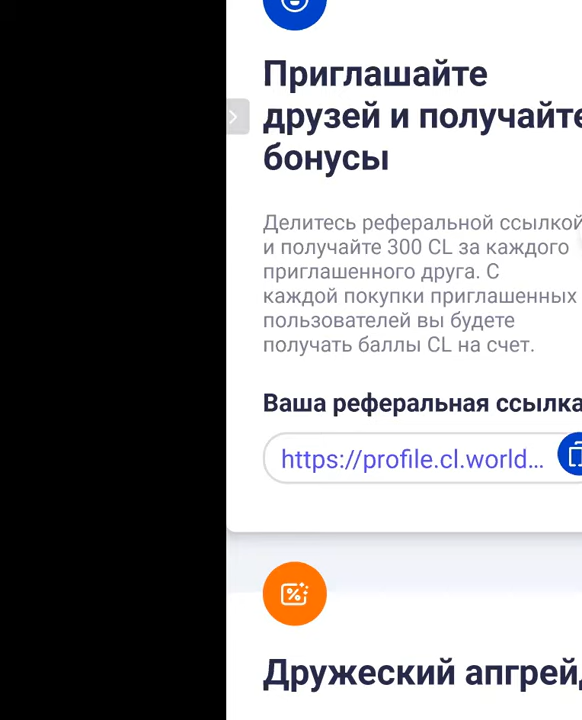 Приглашайте
друзей и получайте
бонусы
Делитесь реферальной ссылкой
и получайте 300 CL за каждого
приглашенного друга. С
каждой покупки приглашенных
пользователей вы будете
получать баллы CL на счет.
Ваша реферальная ссылка
https://profile.cl.world...
Дружеский апгрейд